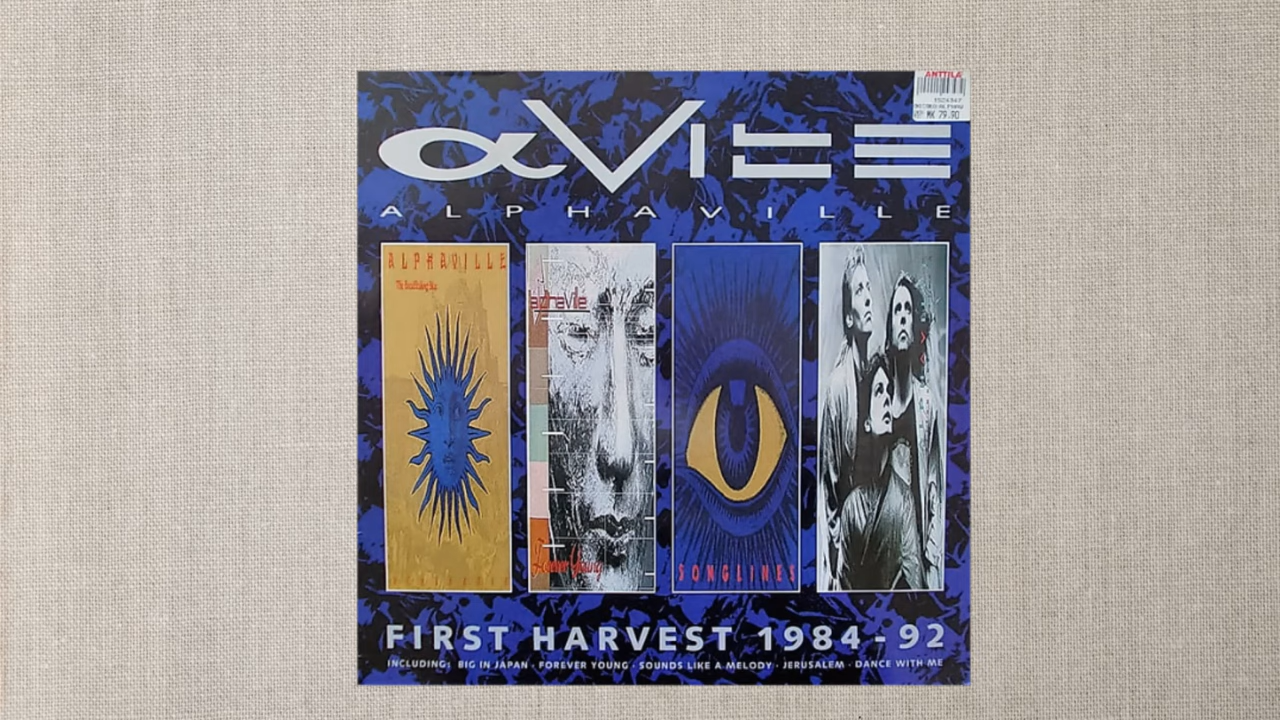 ANTTILA
MK 79.90
αVILLE
ALPHAVILLE
ALPHAVILLE
The Breathtaking Blue
alphaville
Forever Young
SONGLINES
FIRST HARVEST 1984-92
INCLUDING: BIG IN JAPAN · FOREVER YOUNG · SOUNDS LIKE A MELODY · JERUSALEM · DANCE WITH ME